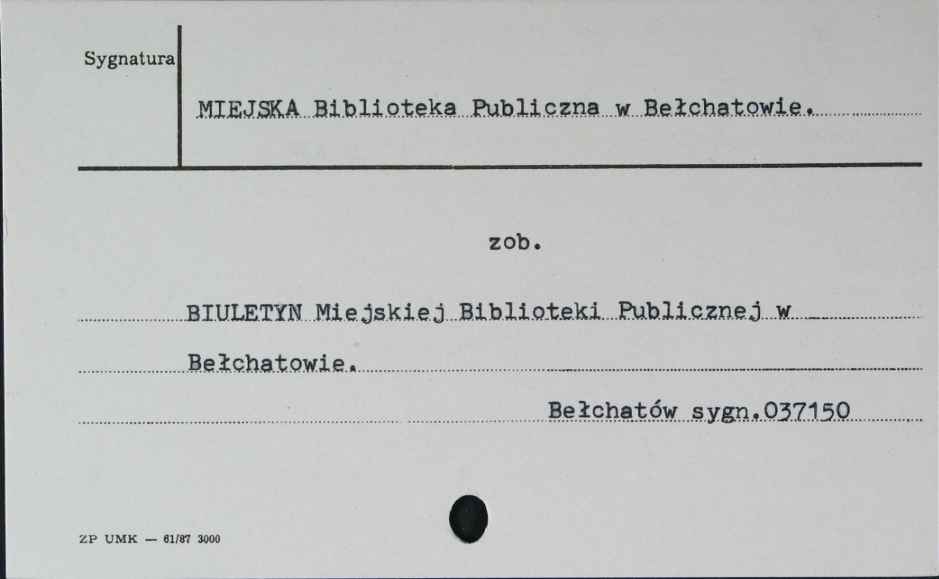 Sygnatura
MIEJSKA Biblioteka Publiczna w Bełchatowie.
zob.
BIULETYN Miejskiej Biblioteki Publicznej w
Bełchatowie.
Bełchatów sygn.037150
ZP UMK — 61/87 3000